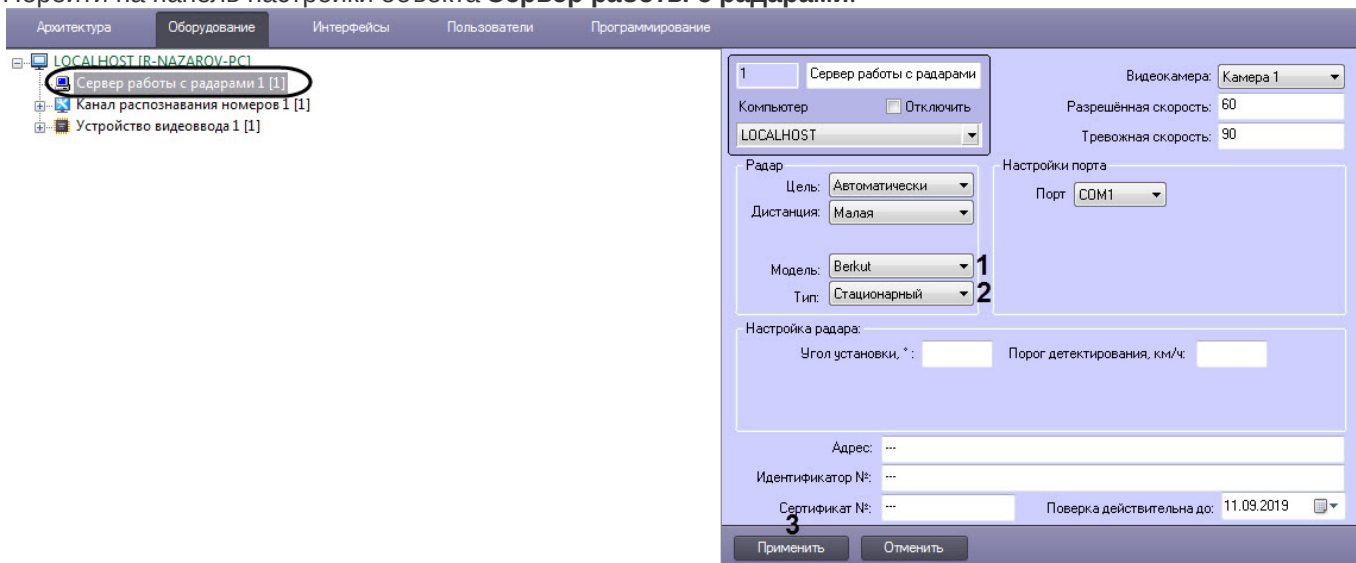 Перейти на панель настройки объекта Сервер работы с радарами.
Архитектура Оборудование Интерфейсы Пользователи Программирование
LOCALHOST [R-NAZAROV-PC]
Сервер работы с радарами 1 [1]
Канал распознавания номеров 1 [1]
Устройство видеоввода 1 [1]
1 Сервер работы с радарами
Компьютер Отключить
LOCALHOST
Видеокамера: Камера 1
Разрешённая скорость: 60
Тревожная скорость: 90
Радар
Цель: Автоматически
Дистанция: Малая
Модель: Berkut 1
Тип: Стационарный 2
Настройки порта
Порт COM1
Настройка радара:
Угол установки, ° : Порог детектирования, км/ч:
Адрес: ---
Идентификатор №: ---
Сертификат №: --- Поверка действительна до: 11.09.2019
3
Применить Отменить